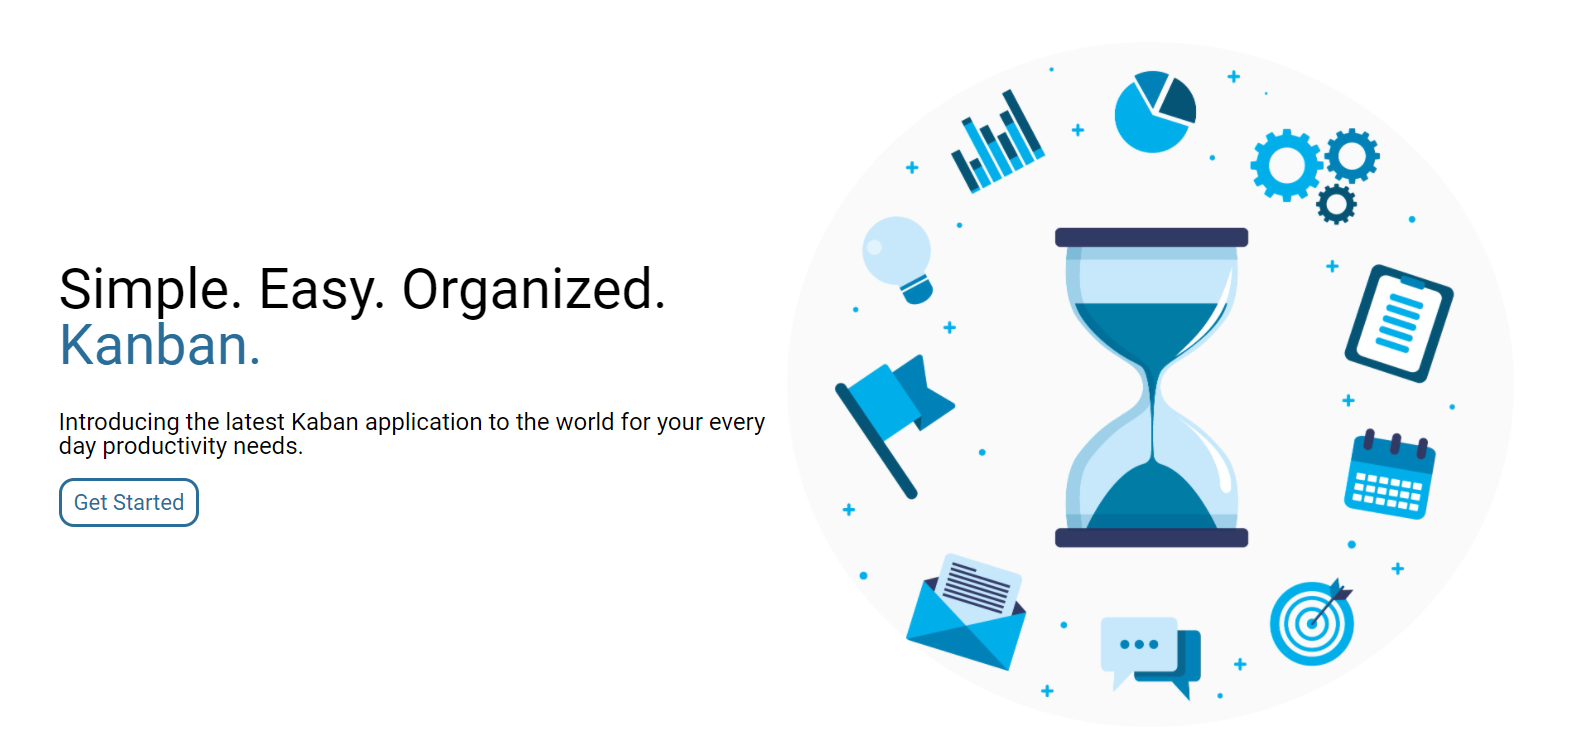 Simple. Easy. Organized.
Kanban.
Introducing the latest Kaban application to the world for your every
day productivity needs.
Get Started